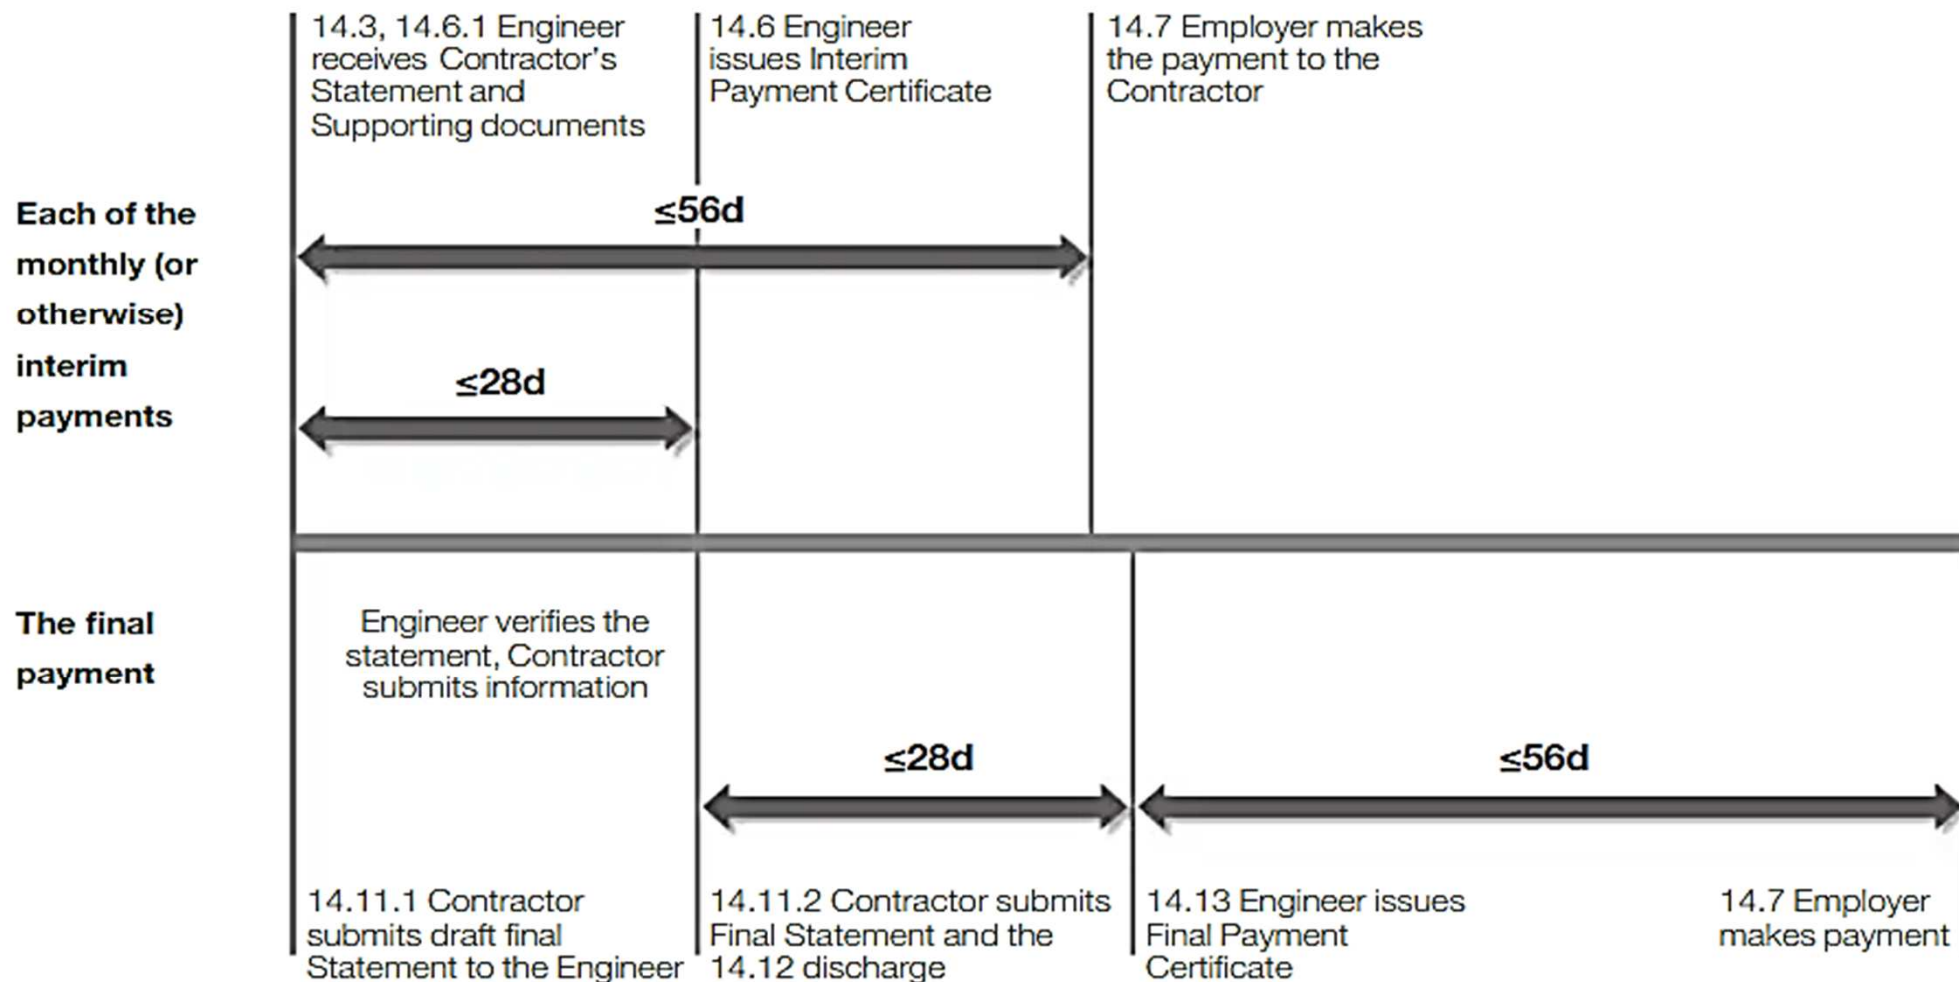 14.3, 14.6.1 Engineer
receives Contractor's
Statement and
Supporting documents
14.6 Engineer
issues Interim
Payment Certificate
14.7 Employer makes
the payment to the
Contractor
Each of the
monthly (or
otherwise)
interim
payments
≤56d
≤28d
The final
payment
Engineer verifies the
statement, Contractor
submits information
≤28d
≤56d
14.11.1 Contractor
submits draft final
Statement to the Engineer
14.11.2 Contractor submits
Final Statement and the
14.12 discharge
14.13 Engineer issues
Final Payment
Certificate
14.7 Employer
makes payment